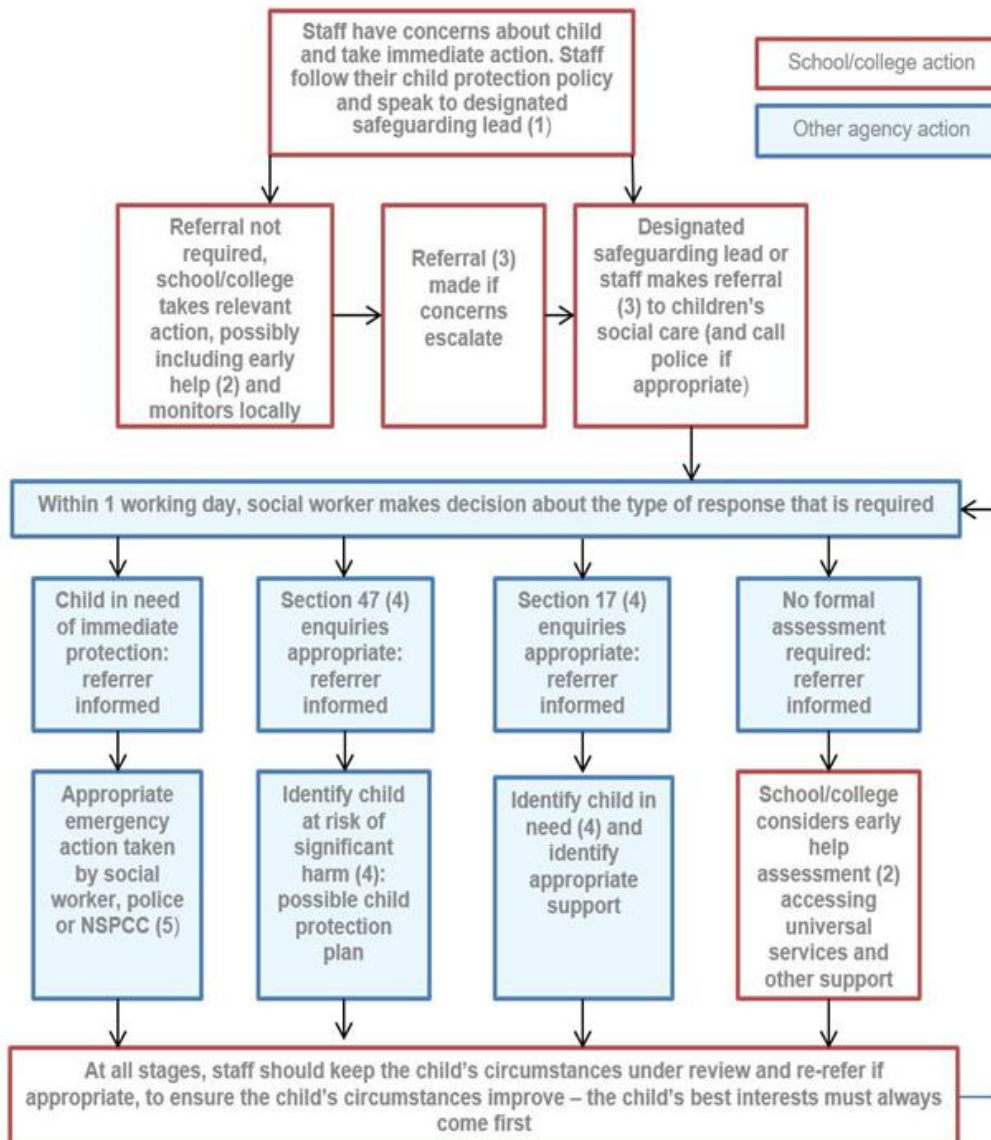 Staff have concerns about child
and take immediate action. Staff
follow their child protection policy
and speak to designated
safeguarding lead (1)
School/college action
Other agency action
Referral not
required,
school/college
takes relevant
action, possibly
including early
help (2) and
monitors locally
Referral (3)
made if
concerns
escalate
Designated
safeguarding lead or
staff makes referral
(3) to children's
social care (and call
police if
appropriate)
Within 1 working day, social worker makes decision about the type of response that is required
Child in need
of immediate
protection:
referrer
informed
Section 47 (4)
enquiries
appropriate:
referrer
informed
Section 17 (4)
enquiries
appropriate:
referrer
informed
No formal
assessment
required:
referrer
informed
Appropriate
emergency
action taken
by social
worker, police
or NSPCC (5)
Identify child
at risk of
significant
harm (4):
possible child
protection
plan
Identify child in
need (4) and
identify
appropriate
support
School/college
considers early
help
assessment (2)
accessing
universal
services and
other support
At all stages, staff should keep the child's circumstances under review and re-refer if
appropriate, to ensure the child's circumstances improve – the child's best interests must always
come first